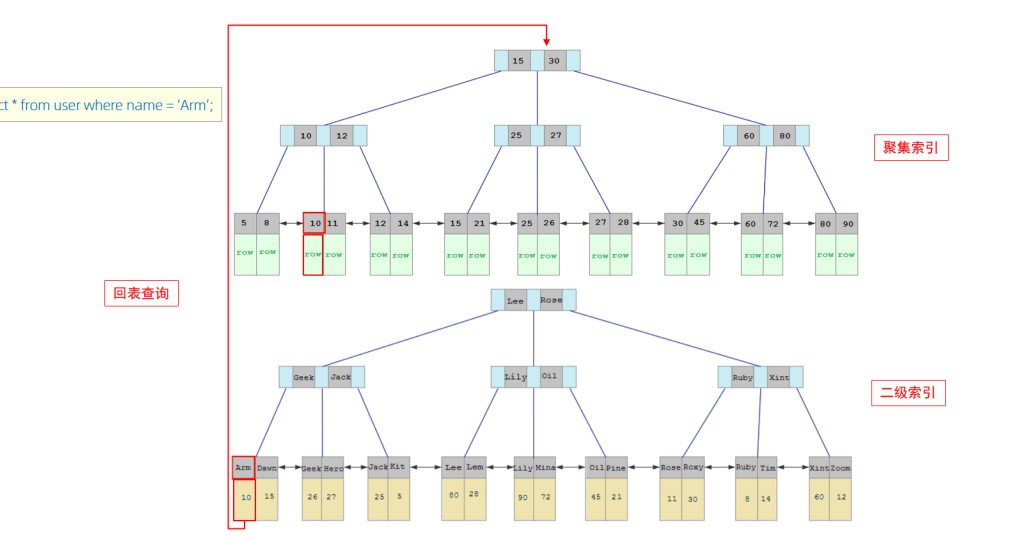 15 30
ct * from user where name = 'Arm';
10 12
25 27
60 80
聚集索引
5 8 10 11 12 14 15 21 25 26 27 28 30 45 60 72 80 90
row row row row row row row row row row row row row row row row row row
回表查询
Lee Rose
Geek Jack
Lily Oil
Ruby Xint
二级索引
Arm Dawn Geek Hero Jack Kit Lee Lem Lily Mina Oil Pine Rose Roxy Ruby Tim Xint Zoom
10 15 26 27 25 5 80 28 90 72 45 21 11 30 8 14 60 12